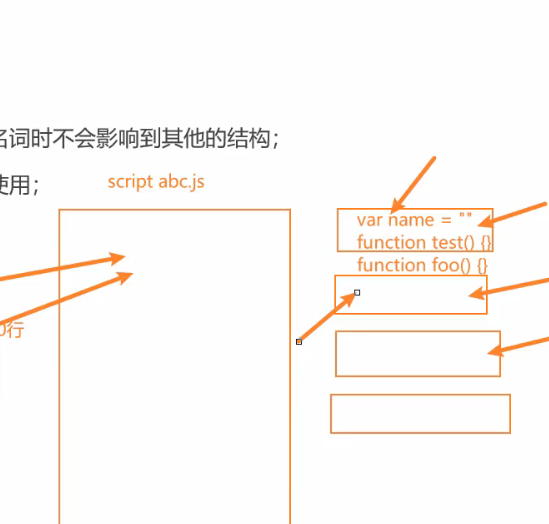 名词时不会影响到其他的结构；
使用；
script abc.js
var name = ""
function test() {}
function foo() {}
0行